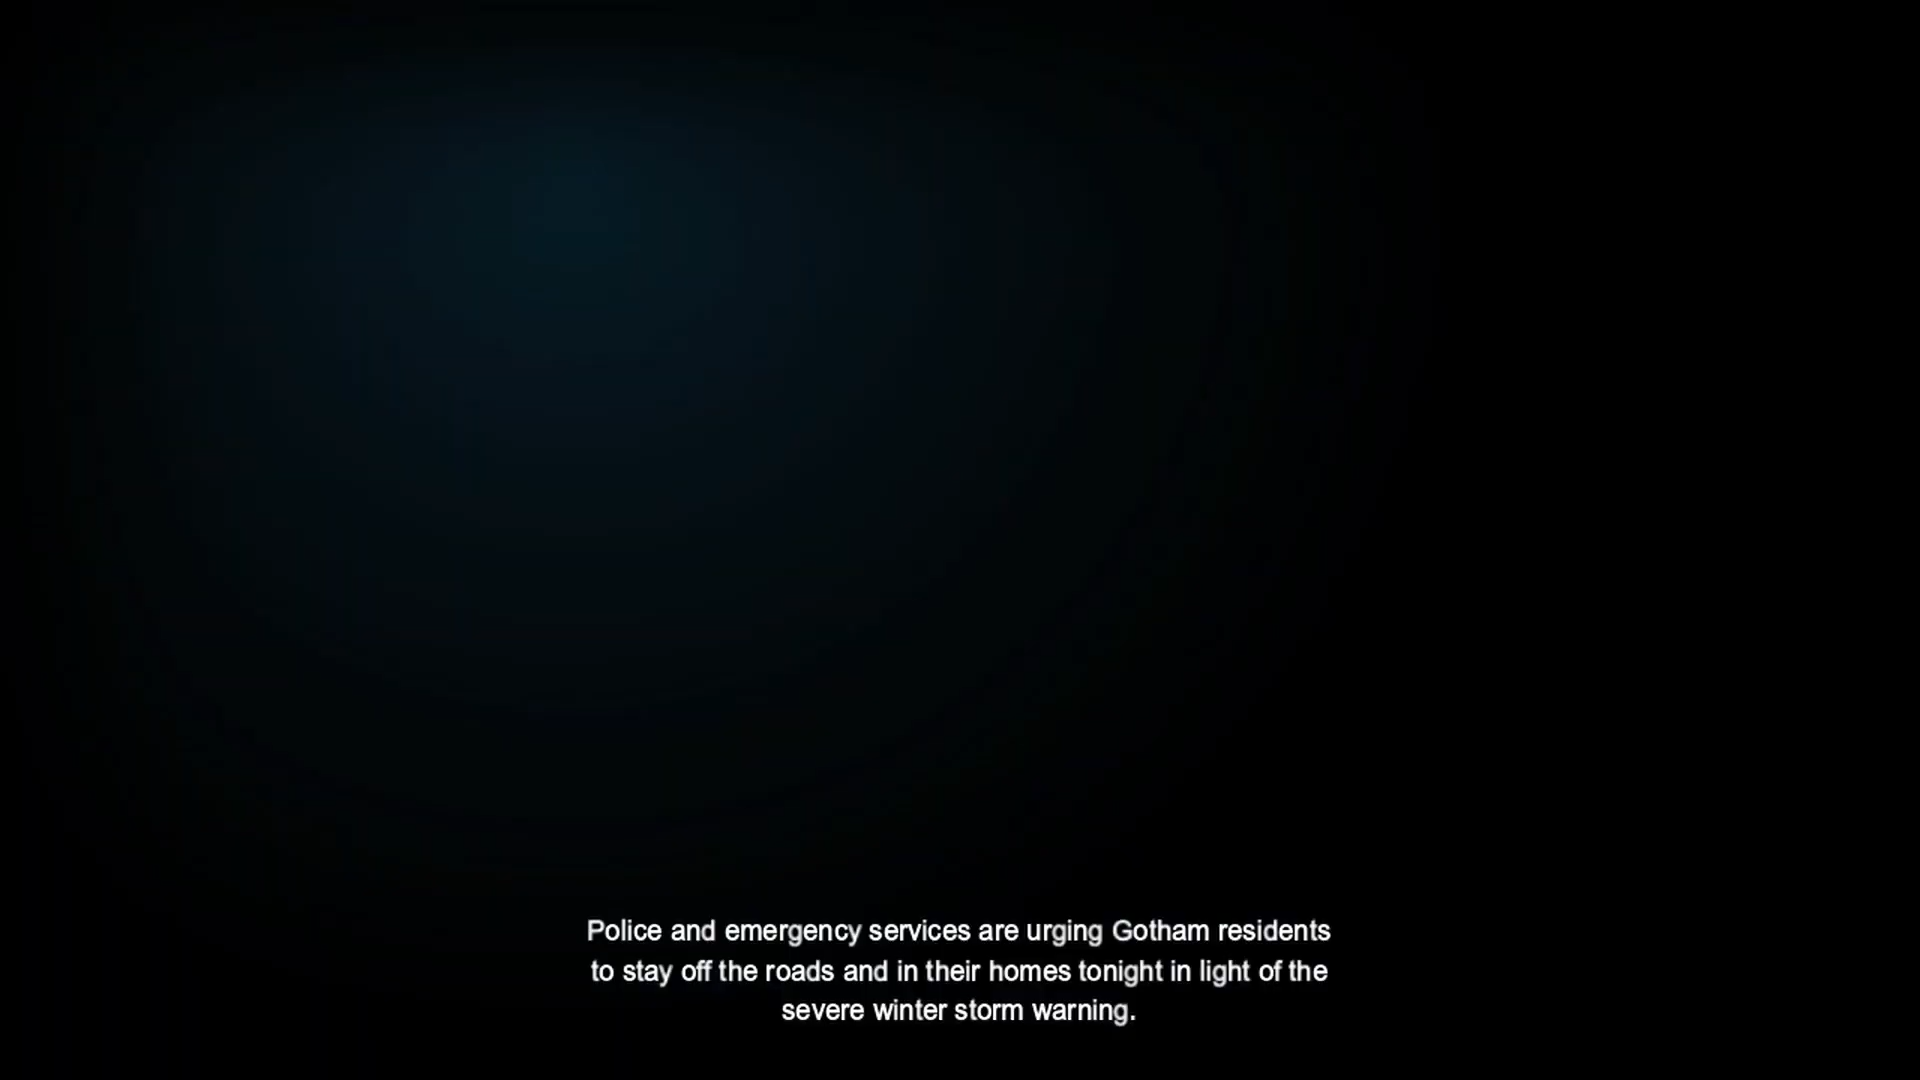 Police and emergency services are urging Gotham residents
to stay off the roads and in their homes tonight in light of the
severe winter storm warning.